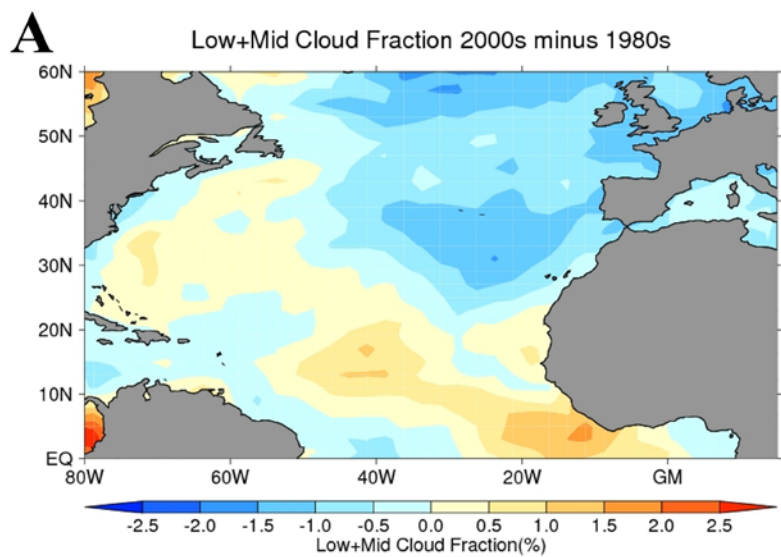 A
Low+Mid Cloud Fraction 2000s minus 1980s
60N
50N
40N
30N
20N
10N
EQ
80W 60W 40W 20W GM
-2.5 -2.0 -1.5 -1.0 -0.5 0.0 0.5 1.0 1.5 2.0 2.5
Low+Mid Cloud Fraction(%)